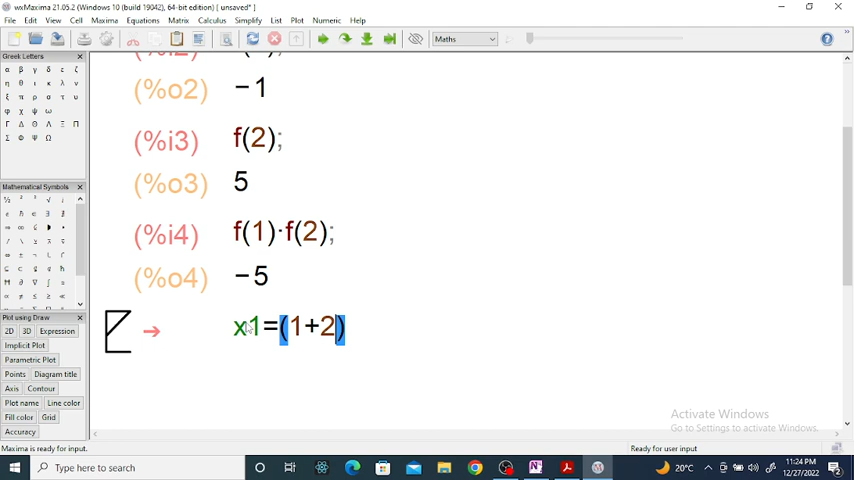 wxMaxima 21.05.2 (Windows 10 (build 19042), 64-bit edition) [ unsaved* ]
File Edit View Cell Maxima Equations Matrix Calculus Simplify List Plot Numeric Help
Maths
Greek Letters
α β γ δ ε ζ
η θ ι κ λ ν
ξ π ρ σ τ υ
φ χ ψ ω
Γ Δ Θ Λ Ξ Π
Σ Φ Ψ Ω
Mathematical Symbols
Plot using Draw
2D 3D Expression
Implicit Plot
Parametric Plot
Points Diagram title
Axis Contour
Plot name Line color
Fill color Grid
Accuracy
(%o2) −1
(%i3) f(2);
(%o3) 5
(%i4) f(1)·f(2);
(%o4) −5
x1=(1+2)
Activate Windows
Go to Settings to activate Windows.
Maxima is ready for input.
Ready for user input
Type here to search
20°C
11:24 PM
12/27/2022